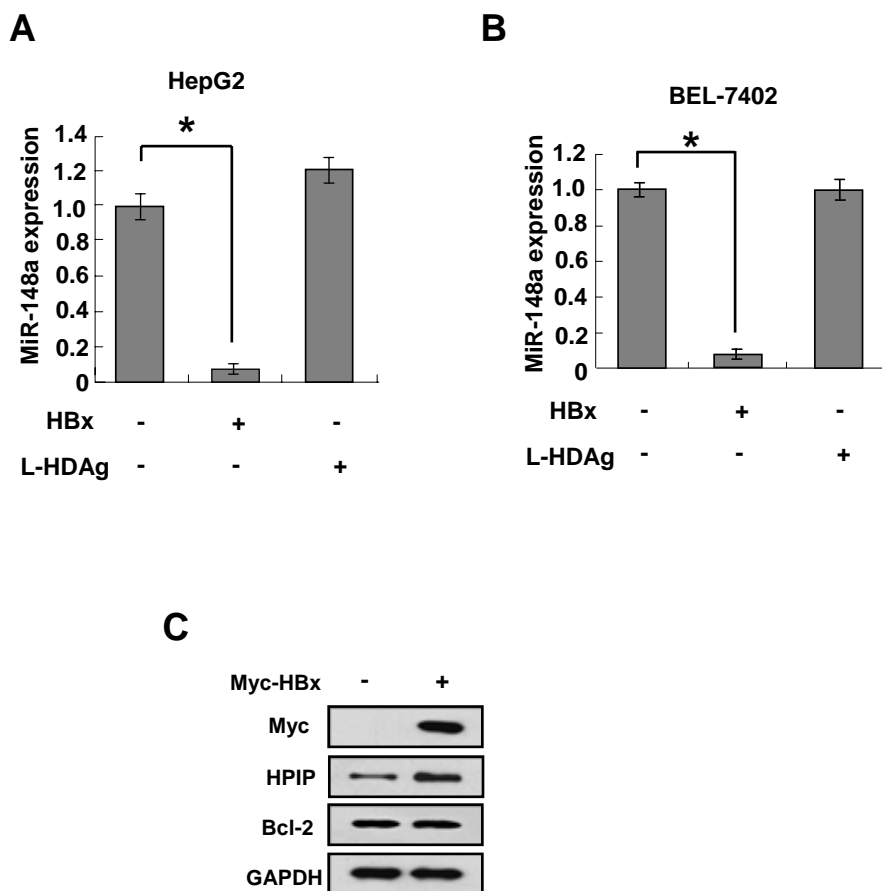 A
HepG2
MiR-148a expression
1.4
1.2
1.0
0.8
0.6
0.4
0.2
0
*
HBx - + -
L-HDAg - - +
B
BEL-7402
MiR-148a expression
1.2
1.0
0.8
0.6
0.4
0.2
0
*
HBx - + -
L-HDAg - - +
C
Myc-HBx - +
Myc
HPIP
Bcl-2
GAPDH